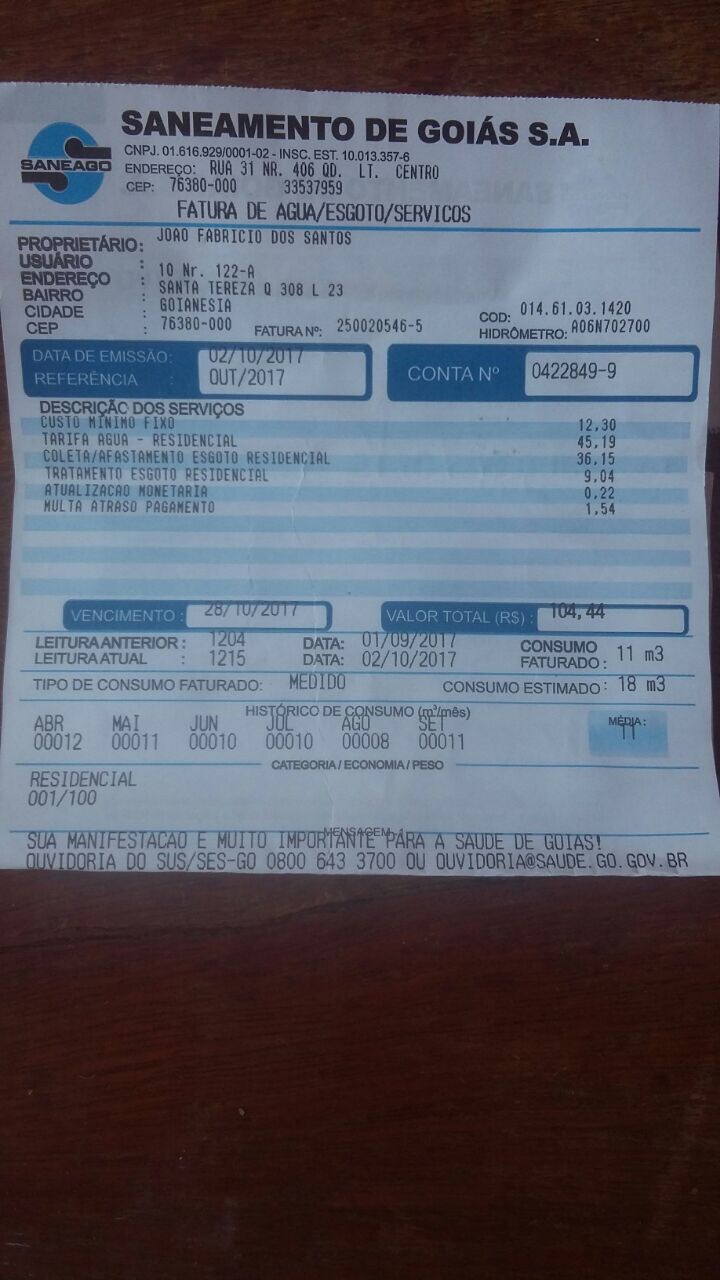 SANEAGO
SANEAMENTO DE GOIÁS S.A.
CNPJ. 01.616.929/0001-02 - INSC. EST. 10.013.357-6
ENDEREÇO: RUA 31 NR. 406 QD. LT. CENTRO
CEP: 76380-000 33537959
FATURA DE AGUA/ESGOTO/SERVICOS
PROPRIETÁRIO: JOAO FABRICIO DOS SANTOS
USUÁRIO :
ENDEREÇO : 10 Nr. 122-A
BAIRRO : SANTA TEREZA Q 308 L 23
CIDADE : GOIANESIA COD: 014.61.03.1420
CEP : 76380-000 FATURA Nº: 250020546-5 HIDRÔMETRO: A06N702700
DATA DE EMISSÃO: 02/10/2017
REFERÊNCIA : OUT/2017
CONTA Nº 0422849-9
DESCRIÇÃO DOS SERVIÇOS
CUSTO MINIMO FIXO 12,30
TARIFA AGUA - RESIDENCIAL 45,19
COLETA/AFASTAMENTO ESGOTO RESIDENCIAL 36,15
TRATAMENTO ESGOTO RESIDENCIAL 9,04
ATUALIZACAO MONETARIA 0,22
MULTA ATRASO PAGAMENTO 1,54
VENCIMENTO : 28/10/2017 VALOR TOTAL (R$) : 104,44
LEITURA ANTERIOR : 1204 DATA: 01/09/2017
LEITURA ATUAL : 1215 DATA: 02/10/2017
CONSUMO FATURADO : 11 m3
TIPO DE CONSUMO FATURADO: MEDIDO CONSUMO ESTIMADO : 18 m3
HISTÓRICO DE CONSUMO (m³/mês)
ABR MAI JUN JUL AGO SET MÉDIA :
00012 00011 00010 00010 00008 00011 11
CATEGORIA / ECONOMIA / PESO
RESIDENCIAL
001/100
MENSAGEM - 1
SUA MANIFESTACAO E MUITO IMPORTANTE PARA A SAUDE DE GOIAS!
OUVIDORIA DO SUS/SES-GO 0800 643 3700 OU OUVIDORIA@SAUDE.GO.GOV.BR